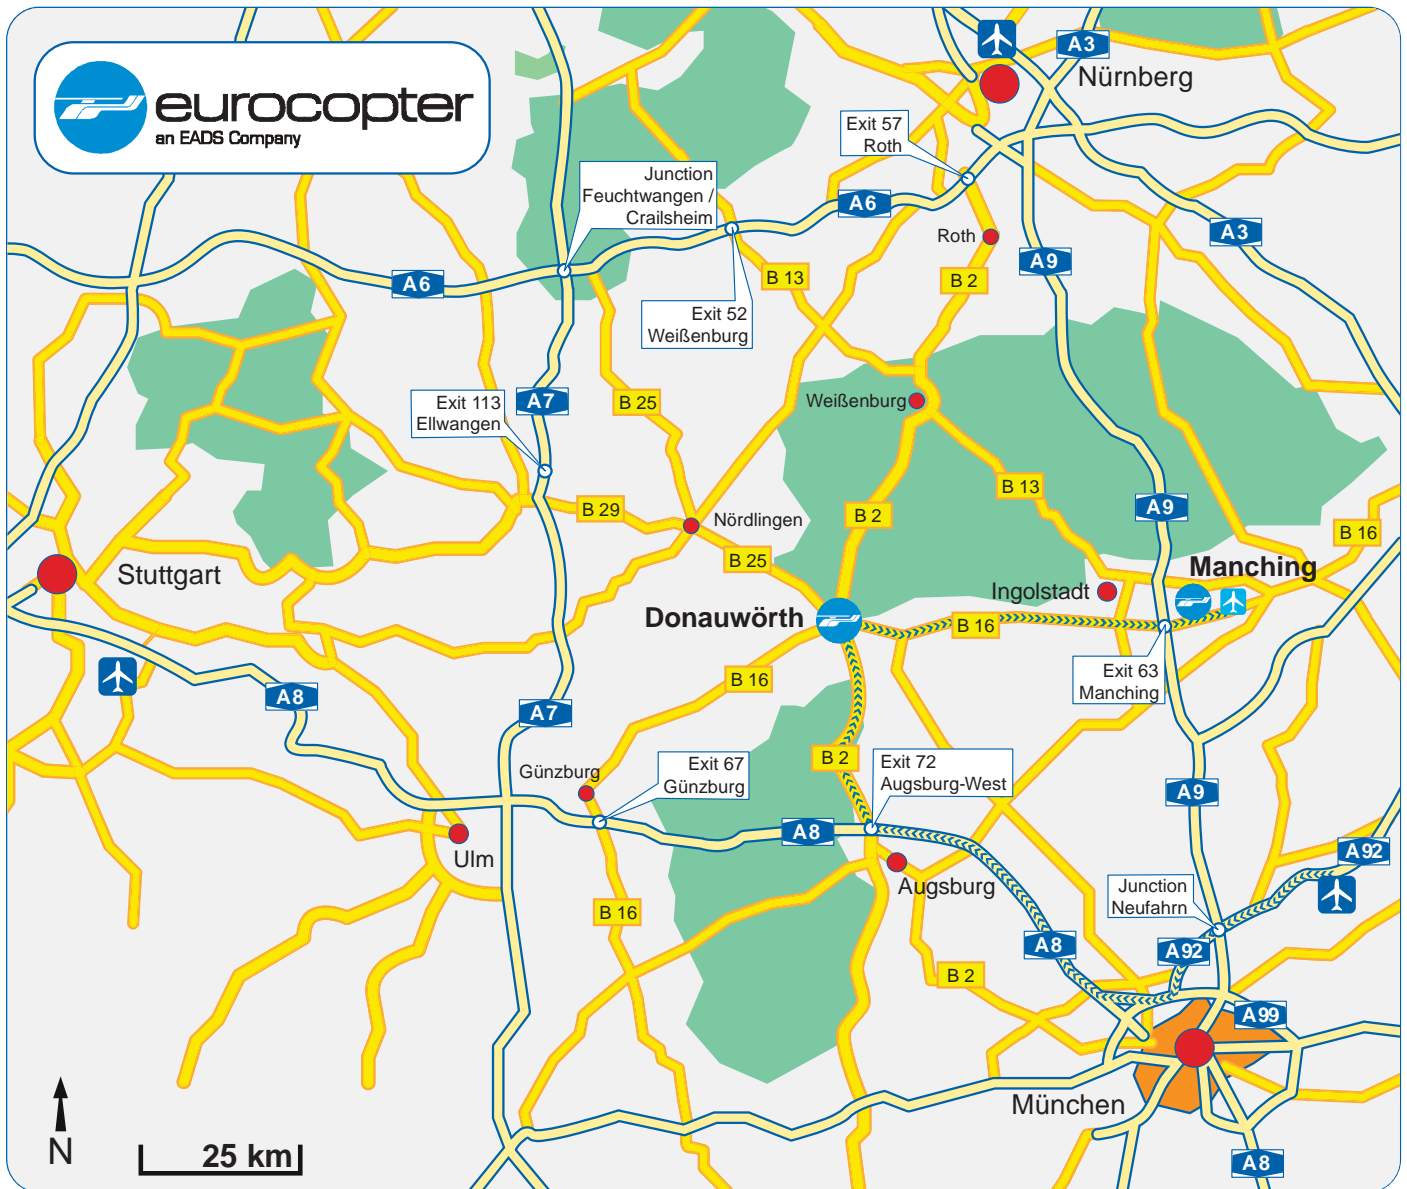 eurocopter
an EADS Company
A3
Nürnberg
Exit 57
Roth
Junction
Feuchtwangen /
Crailsheim
A6
A3
Roth
A9
A6
B 13
B 2
Exit 52
Weißenburg
Exit 113
Ellwangen
A7
B 25
Weißenburg
B 13
A9
B 29
Nördlingen
B 2
B 16
B 25
Stuttgart
Manching
Ingolstadt
Donauwörth
B 16
Exit 63
Manching
B 16
A8
A7
B 2
Exit 72
Augsburg-West
Günzburg
Exit 67
Günzburg
A9
A8
Ulm
A92
Augsburg
Junction
Neufahrn
B 16
A8
A92
B 2
A99
München
N
25 km
A8